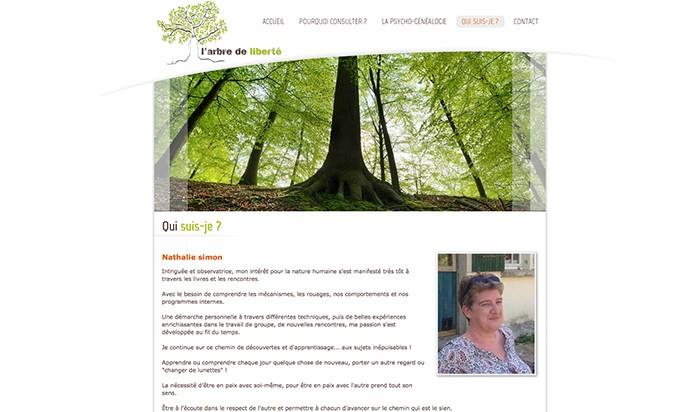 ACCUEIL POURQUOI CONSULTER ? LA PSYCHO-GÉNÉALOGIE QUI SUIS-JE ? CONTACT
l'arbre de liberté
Qui suis-je ?
Nathalie simon
Intriguée et observatrice, mon intérêt pour la nature humaine s'est manifesté très tôt à
travers les livres et les rencontres.
Avec le besoin de comprendre les mécanismes, les rouages, nos comportements et nos
programmes internes.
Une démarche personnelle à travers différentes techniques, puis de belles expériences
enrichissantes dans le travail de groupe, de nouvelles rencontres, ma passion s'est
développée au fil du temps.
Je continue sur ce chemin de découvertes et d'apprentissage... aux sujets inépuisables !
Apprendre ou comprendre chaque jour quelque chose de nouveau, porter un autre regard ou
"changer de lunettes" !
La nécessité d'être en paix avec soi-même, pour être en paix avec l'autre prend tout son
sens.
Être à l'écoute dans le respect de l'autre et permettre à chacun d'avancer sur le chemin qui est le sien,